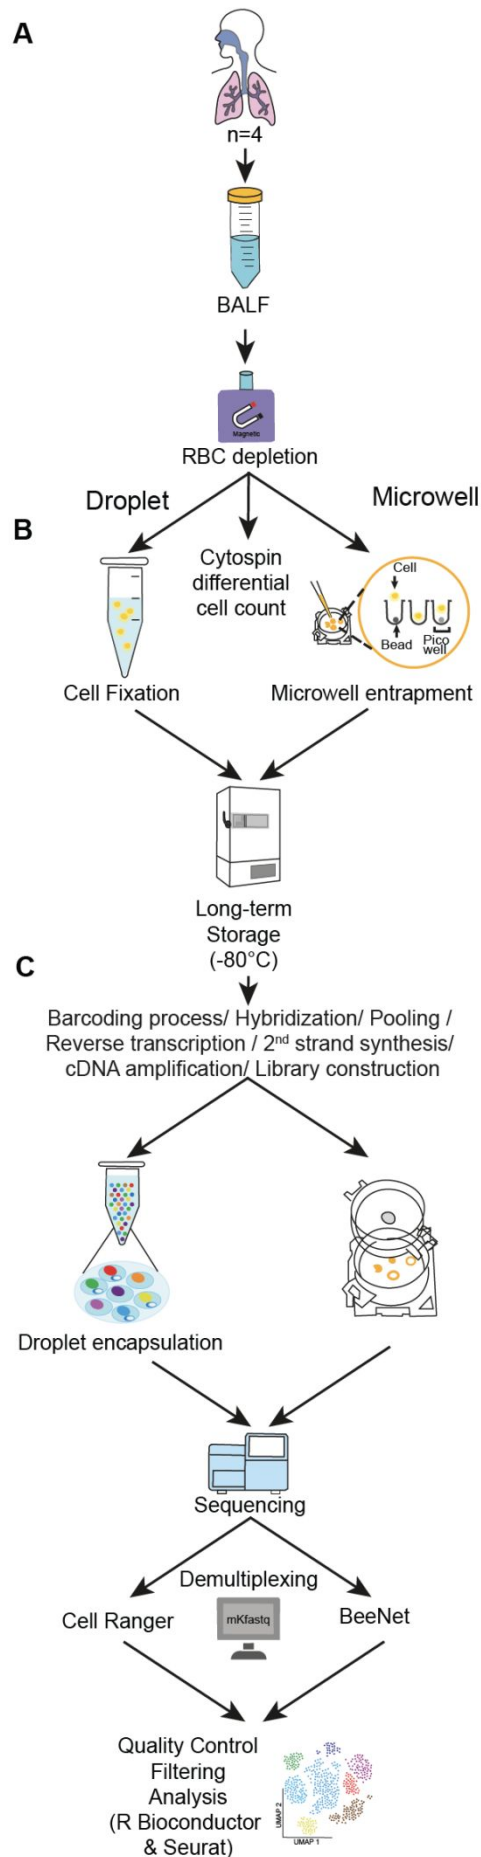 A
n=4
BALF
Magnetic
RBC depletion
Droplet
Microwell
B
Cytospin
differential
cell count
Cell
Bead
Pico
well
Cell Fixation
Microwell entrapment
Long-term
Storage
(-80°C)
C
Barcoding process/ Hybridization/ Pooling /
Reverse transcription / 2nd strand synthesis/
cDNA amplification/ Library construction
Droplet encapsulation
Sequencing
Demultiplexing
Cell Ranger
mKfastq
BeeNet
Quality Control
Filtering
Analysis
(R Bioconductor
& Seurat)
UMAP 2
UMAP 1